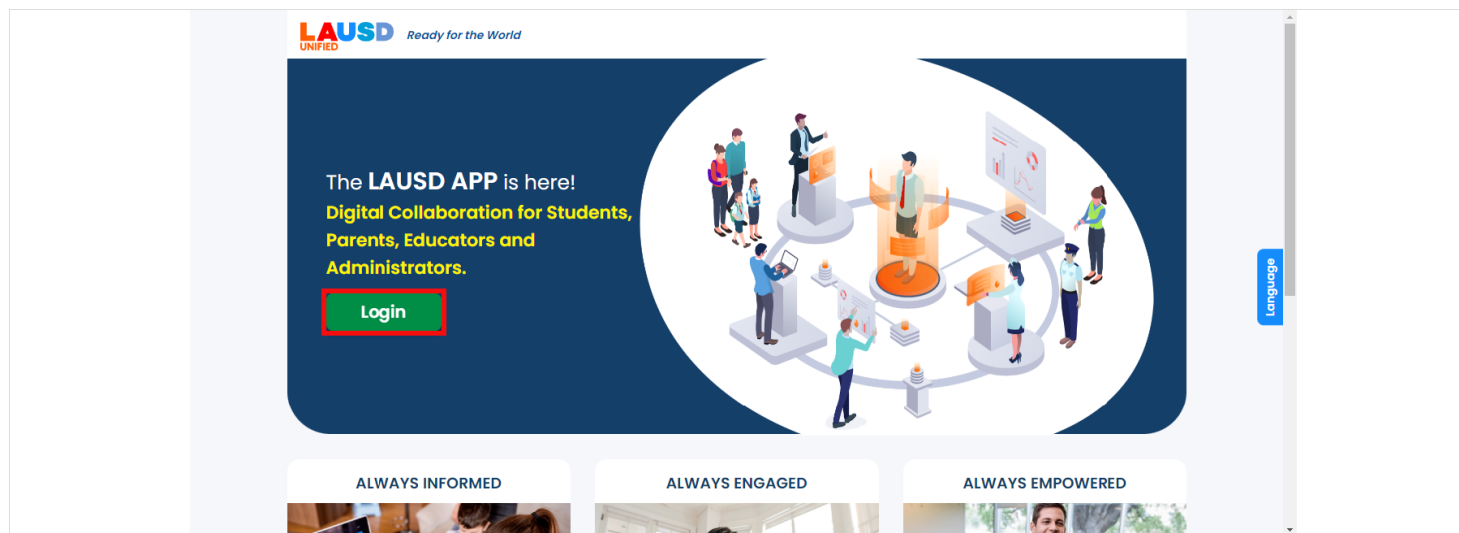 LAUSD
UNIFIED
Ready for the World
The LAUSD APP is here!
Digital Collaboration for Students,
Parents, Educators and
Administrators.
Login
Language
ALWAYS INFORMED
ALWAYS ENGAGED
ALWAYS EMPOWERED